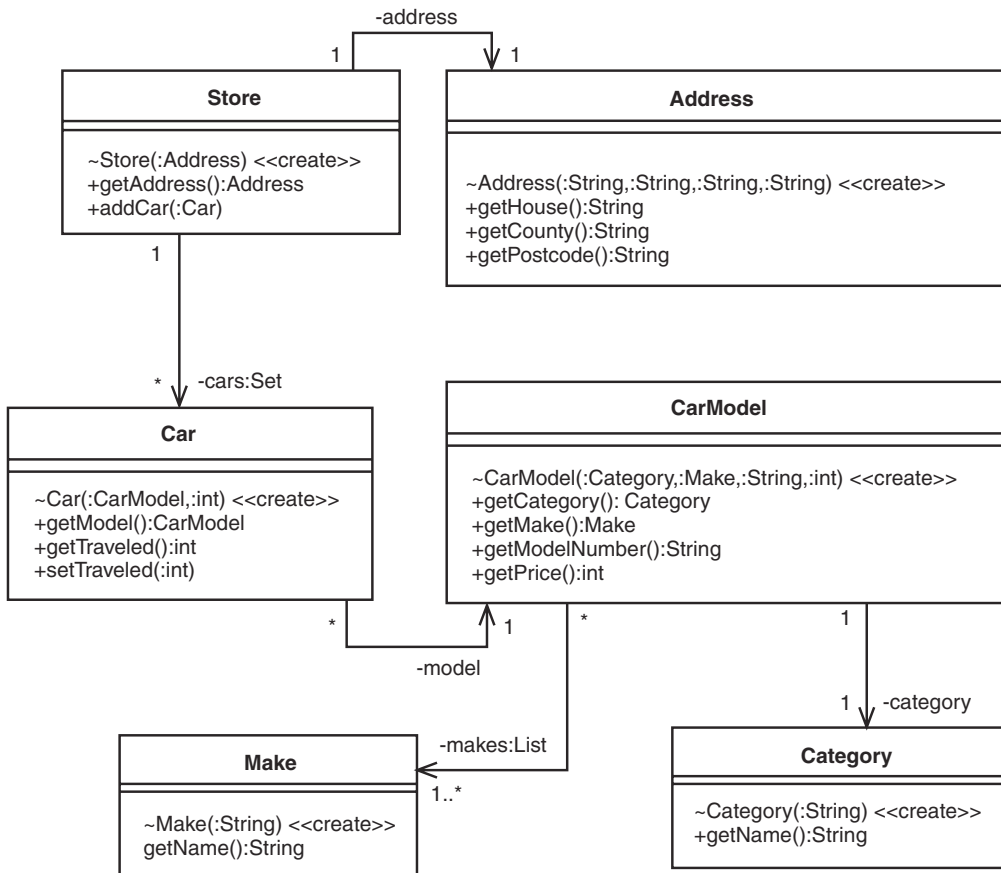 -address
1
1
Store
~Store(:Address) <<create>>
+getAddress():Address
+addCar(:Car)
Address
~Address(:String,:String,:String,:String) <<create>>
+getHouse():String
+getCounty():String
+getPostcode():String
1
*
-cars:Set
Car
~Car(:CarModel,:int) <<create>>
+getModel():CarModel
+getTraveled():int
+setTraveled(:int)
CarModel
~CarModel(:Category,:Make,:String,:int) <<create>>
+getCategory(): Category
+getMake():Make
+getModelNumber():String
+getPrice():int
*
1
-model
*
1
-makes:List
1..*
1
-category
Make
~Make(:String) <<create>>
getName():String
Category
~Category(:String) <<create>>
+getName():String